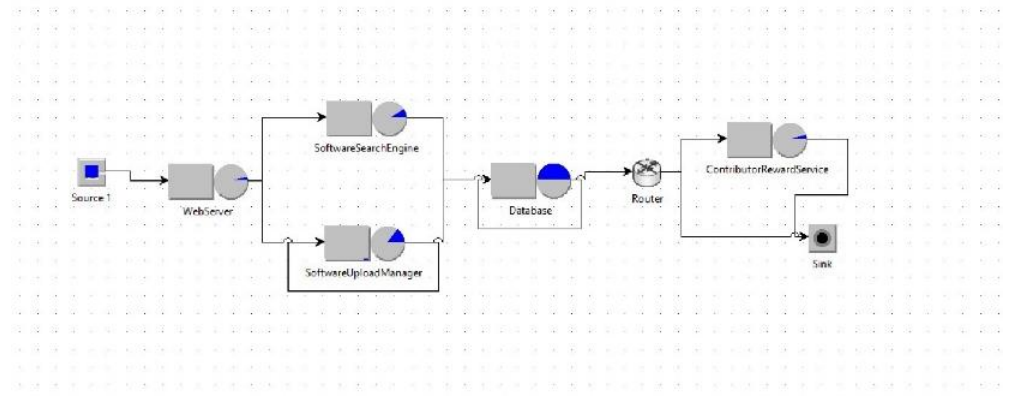 SoftwareSearchEngine
Source 1
WebServer
Database
Router
ContributorRewardService
SoftwareUploadManager
Sink